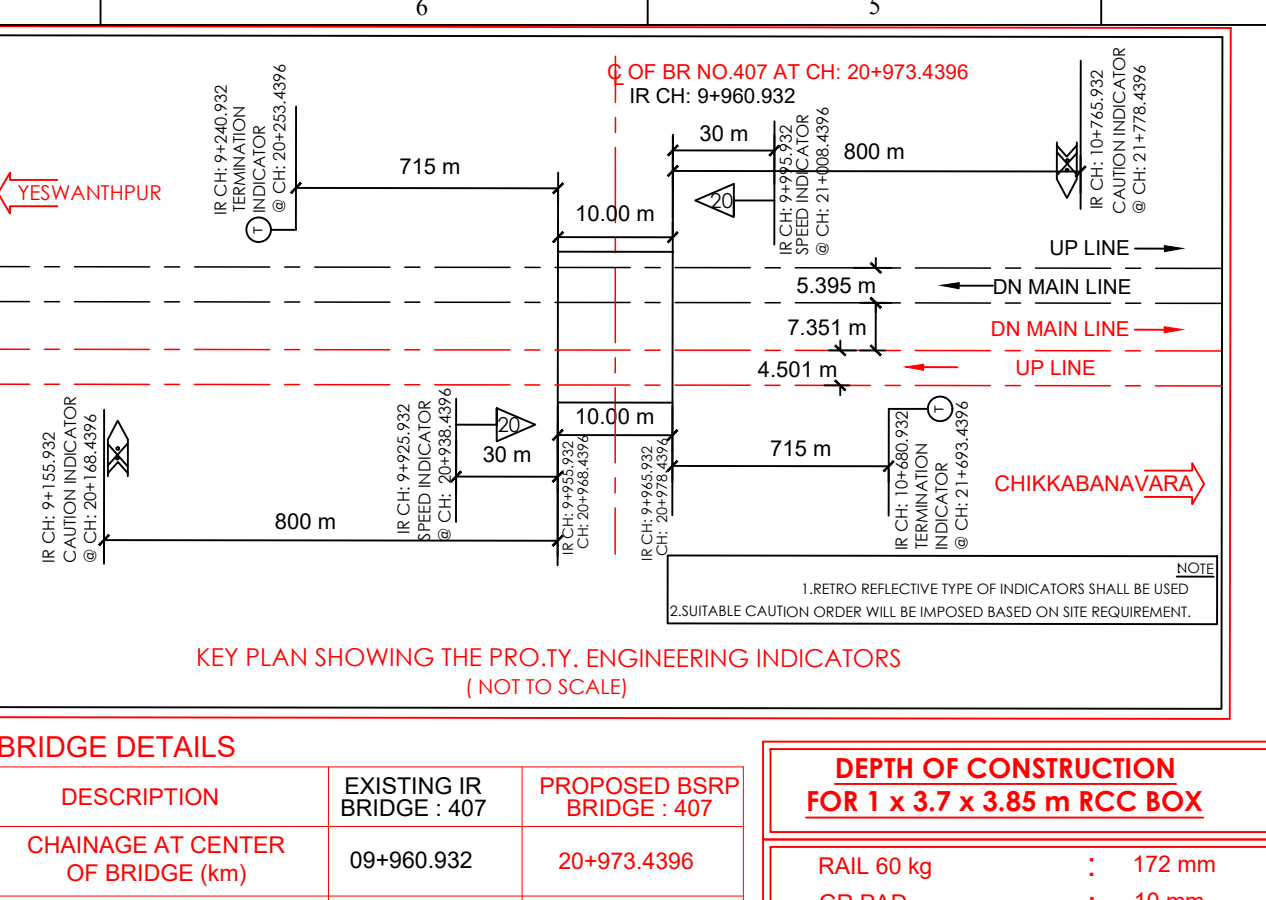 6
5
℄ OF BR NO.407 AT CH: 20+973.4396
IR CH: 9+960.932
IR CH: 9+240.932
TERMINATION
INDICATOR
@ CH: 20+253.4396
T
715 m
30 m
800 m
IR CH: 9+995.932
SPEED INDICATOR
@ CH: 21+008.4396
IR CH: 10+765.932
CAUTION INDICATOR
@ CH: 21+778.4396
YESWANTHPUR
20
10.00 m
UP LINE
5.395 m
DN MAIN LINE
7.351 m
DN MAIN LINE
4.501 m
UP LINE
IR CH: 9+155.932
CAUTION INDICATOR
@ CH: 20+168.4396
IR CH: 9+925.932
SPEED INDICATOR
@ CH: 20+938.4396
20
30 m
10.00 m
800 m
IR CH: 9+955.932
CH: 20+968.4396
IR CH: 9+965.932
CH: 20+978.4396
715 m
T
IR CH: 10+680.932
TERMINATION
INDICATOR
@ CH: 21+693.4396
CHIKKABANAVARA
NOTE
1.RETRO REFLECTIVE TYPE OF INDICATORS SHALL BE USED
2.SUITABLE CAUTION ORDER WILL BE IMPOSED BASED ON SITE REQUIREMENT.
KEY PLAN SHOWING THE PRO.TY. ENGINEERING INDICATORS
( NOT TO SCALE)
BRIDGE DETAILS
DESCRIPTION
EXISTING IR
BRIDGE : 407
PROPOSED BSRP
BRIDGE : 407
CHAINAGE AT CENTER
OF BRIDGE (km)
09+960.932
20+973.4396
DEPTH OF CONSTRUCTION
FOR 1 x 3.7 x 3.85 m RCC BOX
RAIL 60 kg : 172 mm
GR PAD : 10 mm